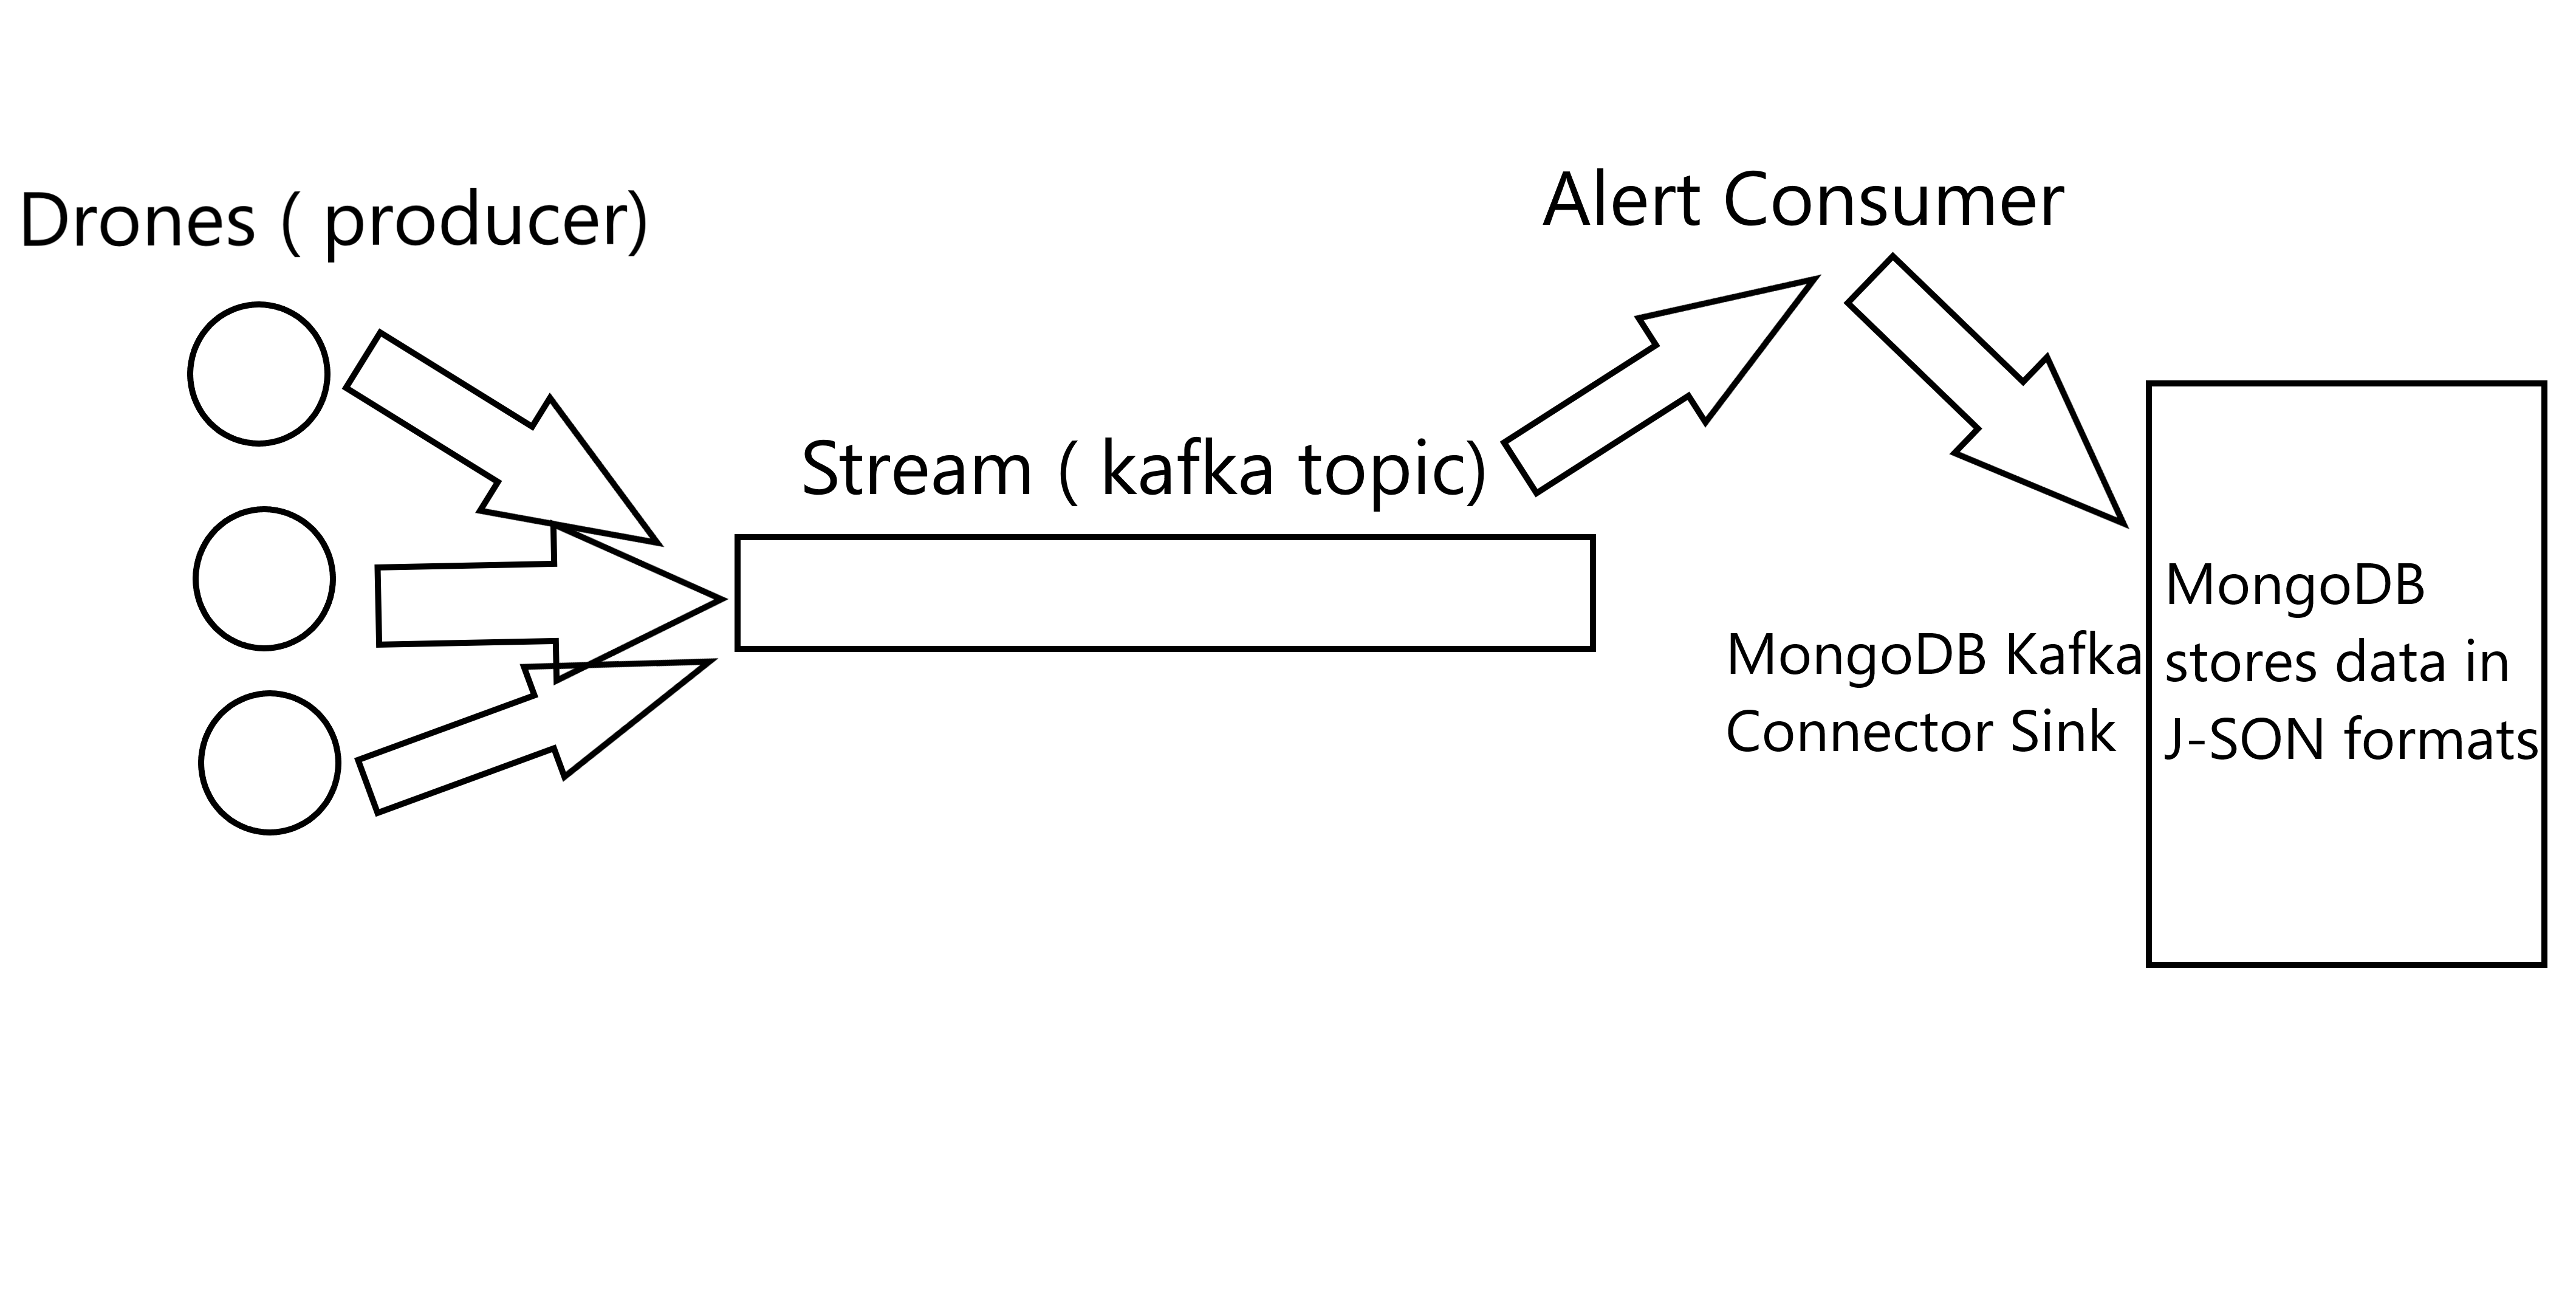 Drones ( producer)
Alert Consumer
Stream ( kafka topic)
MongoDB Kafka
Connector Sink
MongoDB
stores data in
J-SON formats